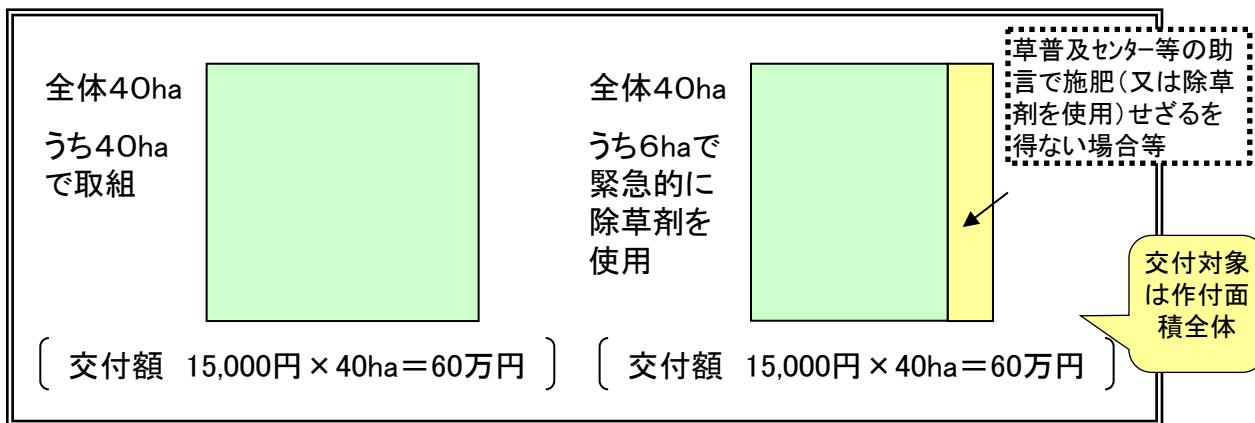 全体40ha
うち40ha
で取組
交付額 15,000円×40ha=60万円
全体40ha
うち6haで
緊急的に
除草剤を
使用
交付額 15,000円×40ha=60万円
草普及センター等の助
言で施肥(又は除草
剤を使用)せざるを
得ない場合等
交付対象
は作付面
積全体